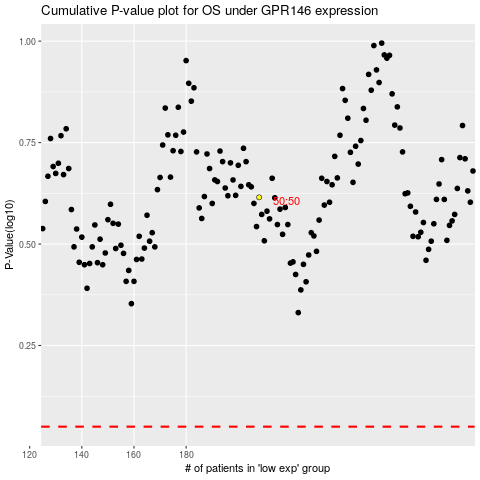 Cumulative P-value plot for OS under GPR146 expression
P-Value(log10)
1.00
0.75
0.50
0.25
50:50
120 140 160 180
# of patients in 'low exp' group